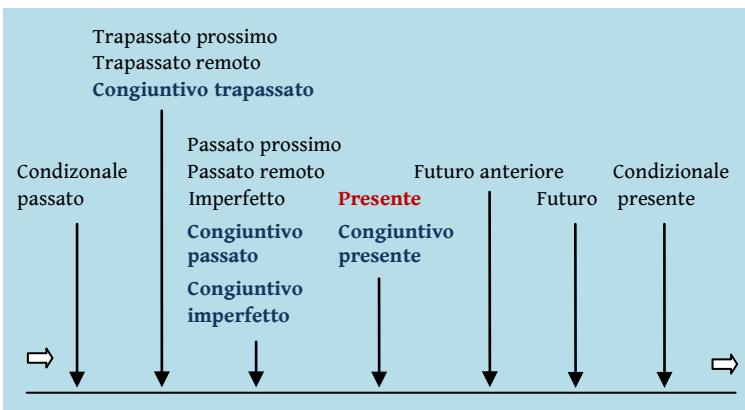 Trapassato prossimo
Trapassato remoto
Congiuntivo trapassato
Condizonale
passato
Passato prossimo
Passato remoto
Imperfetto
Congiuntivo
passato
Congiuntivo
imperfetto
Presente
Congiuntivo
presente
Futuro anteriore
Futuro
Condizionale
presente